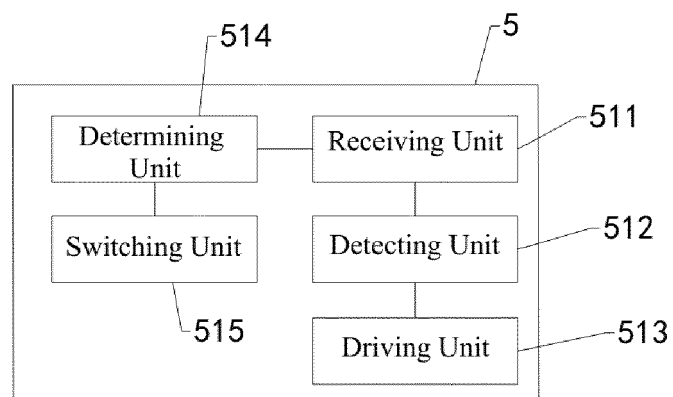 514
5
Determining
Unit
Receiving Unit
511
Switching Unit
Detecting Unit
512
515
Driving Unit
513